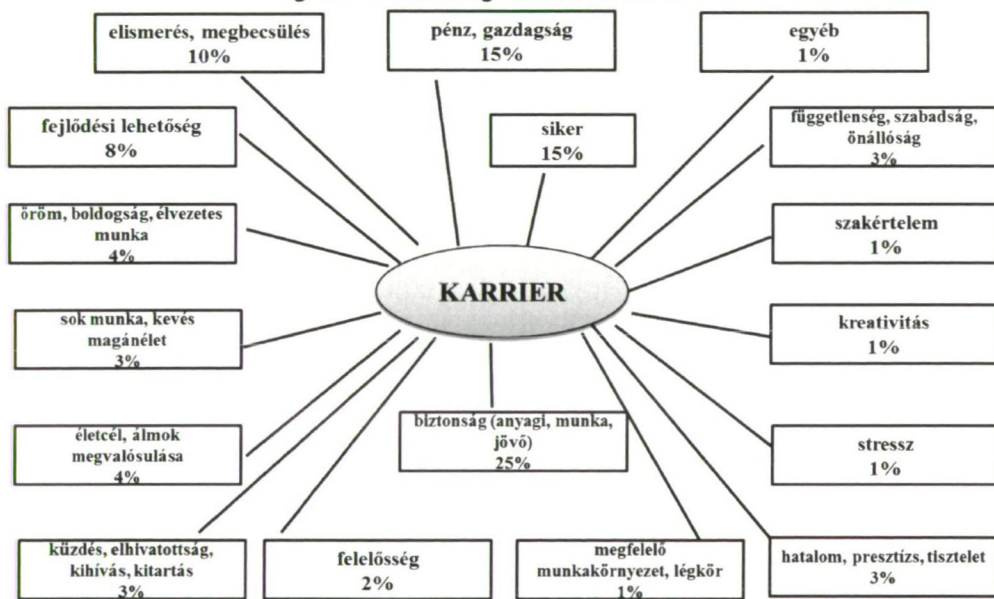 elismerés, megbecsülés
10%
pénz, gazdagság
15%
egyéb
1%
fejlődési lehetőség
8%
siker
15%
függetlenség, szabadság,
önállóság
3%
öröm, boldogság, élvezetes
munka
4%
szakértelem
1%
KARRIER
sok munka, kevés
magánélet
3%
kreativitás
1%
életcél, álmok
megvalósulása
4%
biztonság (anyagi, munka,
jövő)
25%
stressz
1%
küzdés, elhivatottság,
kihívás, kitartás
3%
felelősség
2%
megfelelő
munkakörnyezet, légkör
1%
hatalom, presztízs, tisztelet
3%